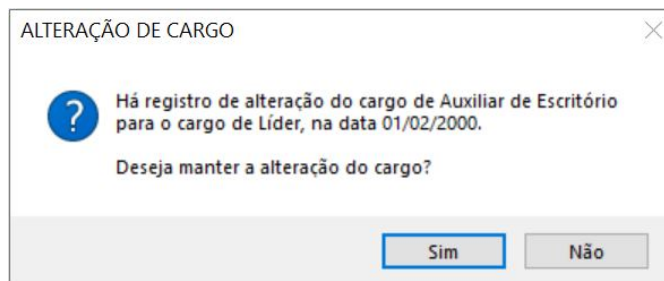 ALTERAÇÃO DE CARGO
Há registro de alteração do cargo de Auxiliar de Escritório
para o cargo de Líder, na data 01/02/2000.
Deseja manter a alteração do cargo?
Sim
Não